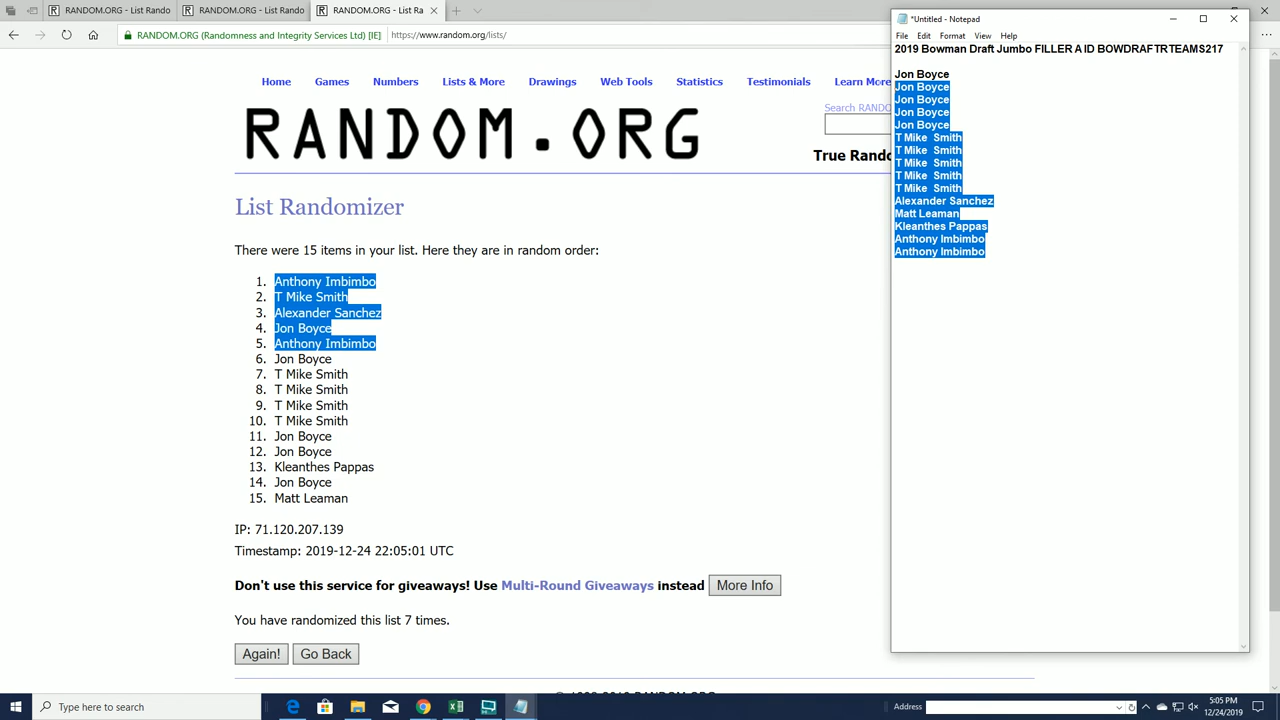 RANDOM.ORG - List Rando
RANDOM.ORG - List Rando
RANDOM.ORG - List Ra
RANDOM.ORG (Randomness and Integrity Services Ltd) [IE]
https://www.random.org/lists/
Home Games Numbers Lists & More Drawings Web Tools Statistics Testimonials Learn More
Search RANDO
RANDOM.ORG
True Rando
List Randomizer
There were 15 items in your list. Here they are in random order:
1. Anthony Imbimbo
2. T Mike Smith
3. Alexander Sanchez
4. Jon Boyce
5. Anthony Imbimbo
6. Jon Boyce
7. T Mike Smith
8. T Mike Smith
9. T Mike Smith
10. T Mike Smith
11. Jon Boyce
12. Jon Boyce
13. Kleanthes Pappas
14. Jon Boyce
15. Matt Leaman
IP: 71.120.207.139
Timestamp: 2019-12-24 22:05:01 UTC
Don't use this service for giveaways! Use Multi-Round Giveaways instead More Info
You have randomized this list 7 times.
Again! Go Back
*Untitled - Notepad
File Edit Format View Help
2019 Bowman Draft Jumbo FILLER A ID BOWDRAFTRTEAMS217
Jon Boyce
Jon Boyce
Jon Boyce
Jon Boyce
Jon Boyce
T Mike  Smith
T Mike  Smith
T Mike  Smith
T Mike  Smith
T Mike  Smith
Alexander Sanchez
Matt Leaman
Kleanthes Pappas
Anthony Imbimbo
Anthony Imbimbo
Type here to search
Address
5:05 PM
12/24/2019